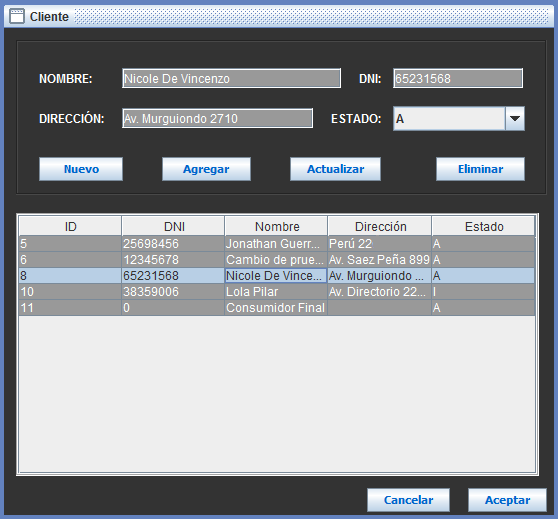 Cliente
NOMBRE: Nicole De Vincenzo DNI: 65231568
DIRECCIÓN: Av. Murguiondo 2710 ESTADO: A
Nuevo Agregar Actualizar Eliminar
ID DNI Nombre Dirección Estado
5 25698456 Jonathan Guerr... Perú 22 A
6 12345678 Cambio de prue... Av. Saez Peña 899 A
8 65231568 Nicole De Vince... Av. Murguiondo ... A
10 38359006 Lola Pilar Av. Directorio 22... I
11 0 Consumidor Final A
Cancelar Aceptar